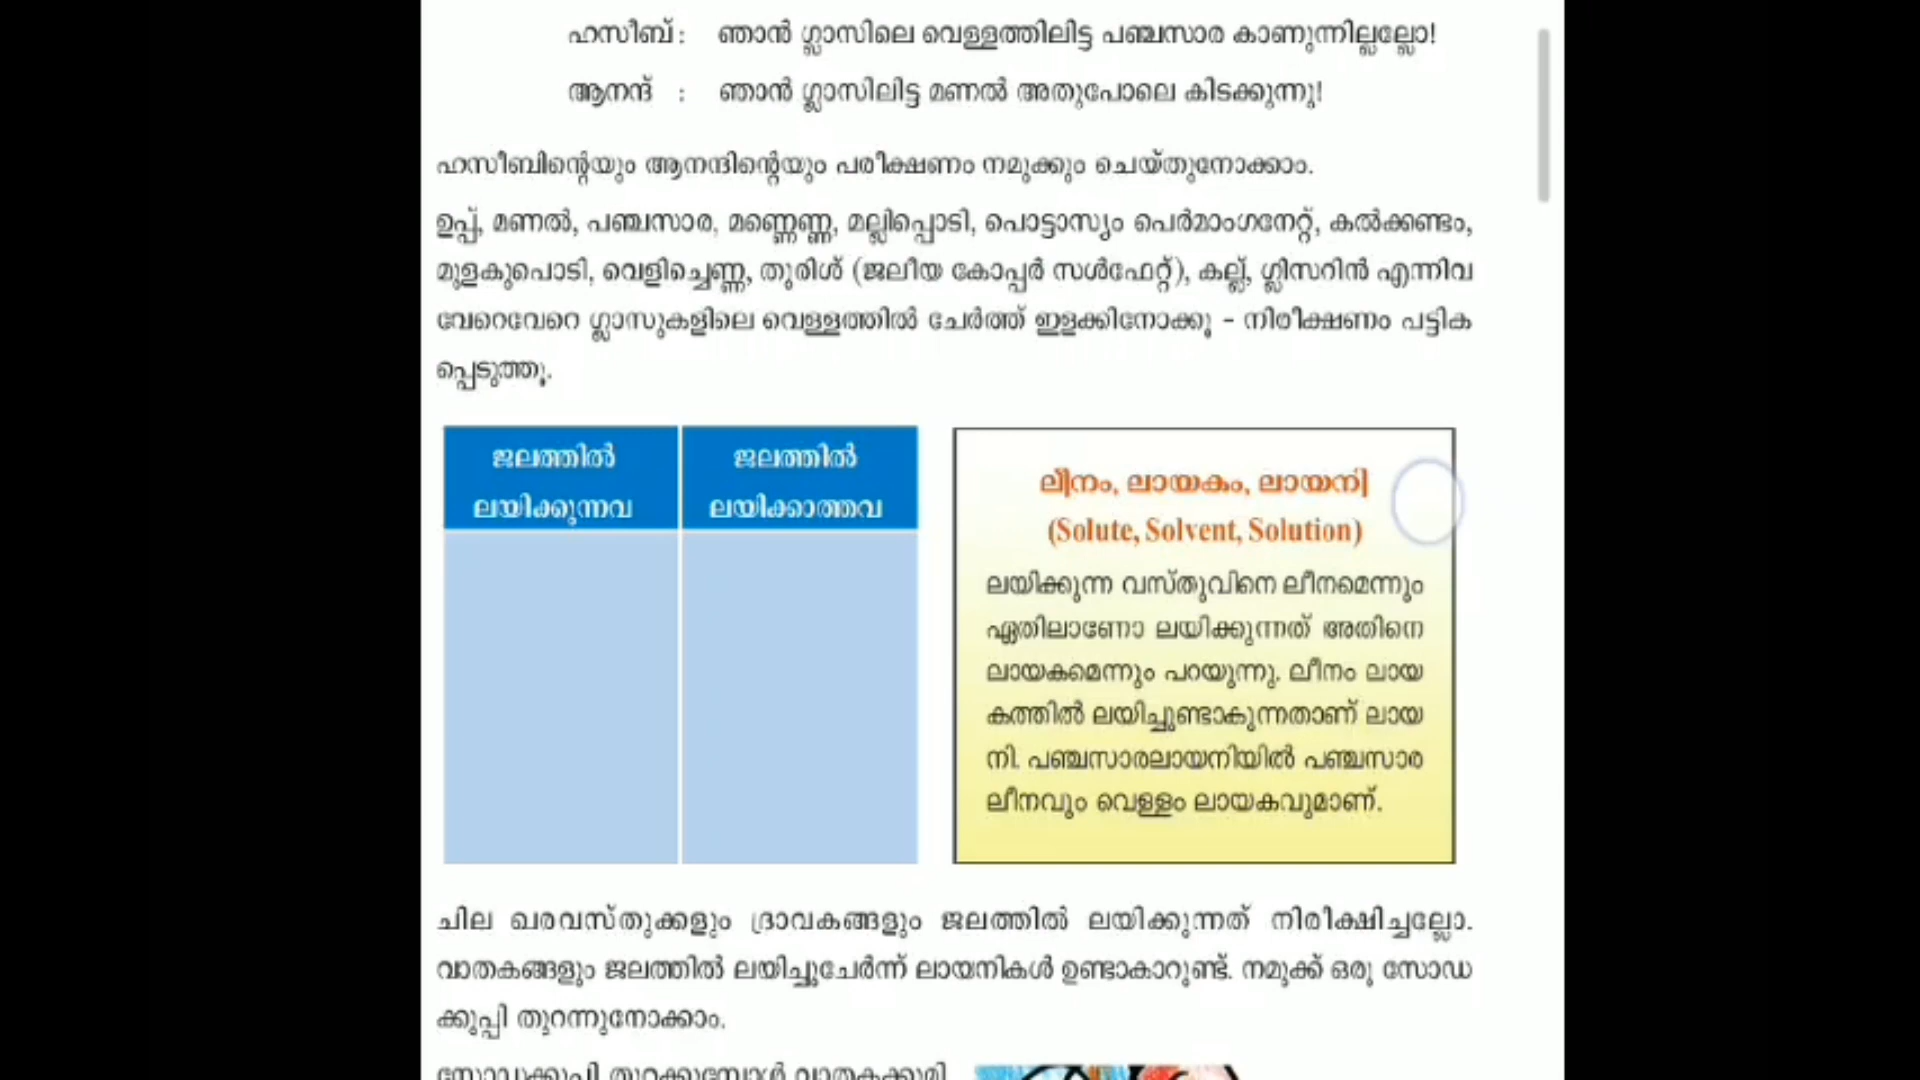 ഹസീബ് : ഞാൻ ഗ്ലാസിലെ വെള്ളത്തിലിട്ട പഞ്ചസാര കാണുന്നില്ലല്ലോ!
ആനന്ദ് : ഞാൻ ഗ്ലാസിലിട്ട മണൽ അതുപോലെ കിടക്കുന്നു!
ഹസീബിന്റെയും ആനന്ദിന്റെയും പരീക്ഷണം നമുക്കും ചെയ്തുനോക്കാം.
ഉപ്പ്, മണൽ, പഞ്ചസാര, മണ്ണെണ്ണ, മല്ലിപ്പൊടി, പൊട്ടാസ്യം പെർമാംഗനേറ്റ്, കൽക്കണ്ടം,
മുളകുപൊടി, വെളിച്ചെണ്ണ, തുരിശ് (ജലീയ കോപ്പർ സൾഫേറ്റ്), കല്ല്, ഗ്ലിസറിൻ എന്നിവ
വേറെവേറെ ഗ്ലാസുകളിലെ വെള്ളത്തിൽ ചേർത്ത് ഇളക്കിനോക്കൂ - നിരീക്ഷണം പട്ടിക
പ്പെടുത്തൂ.
ജലത്തിൽ
ലയിക്കുന്നവ
ജലത്തിൽ
ലയിക്കാത്തവ
ലീനം, ലായകം, ലായനി
(Solute, Solvent, Solution)
ലയിക്കുന്ന വസ്തുവിനെ ലീനമെന്നും
ഏതിലാണോ ലയിക്കുന്നത് അതിനെ
ലായകമെന്നും പറയുന്നു. ലീനം ലായ
കത്തിൽ ലയിച്ചുണ്ടാകുന്നതാണ് ലായ
നി. പഞ്ചസാരലായനിയിൽ പഞ്ചസാര
ലീനവും വെള്ളം ലായകവുമാണ്.
ചില ഖരവസ്തുക്കളും ദ്രാവകങ്ങളും ജലത്തിൽ ലയിക്കുന്നത് നിരീക്ഷിച്ചല്ലോ.
വാതകങ്ങളും ജലത്തിൽ ലയിച്ചുചേർന്ന് ലായനികൾ ഉണ്ടാകാറുണ്ട്. നമുക്ക് ഒരു സോഡ
ക്കുപ്പി തുറന്നുനോക്കാം.
സോഡക്കുപ്പി തുറക്കുമ്പോൾ വാതകക്കുമി